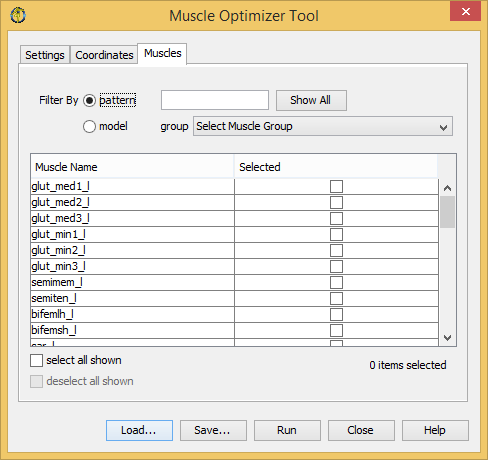 Muscle Optimizer Tool
Settings Coordinates Muscles
Filter By pattern Show All
model group Select Muscle Group
Muscle Name Selected
glut_med1_l
glut_med2_l
glut_med3_l
glut_min1_l
glut_min2_l
glut_min3_l
semimem_l
semiten_l
bifemlh_l
bifemsh_l
select all shown
0 items selected
deselect all shown
Load... Save... Run Close Help